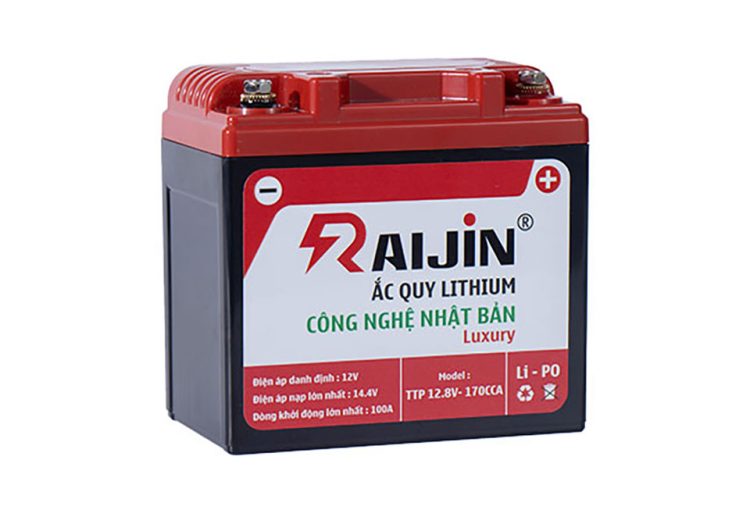 RAIJIN®
ẮC QUY LITHIUM
CÔNG NGHỆ NHẬT BẢN
Luxury
Điện áp danh định : 12V
Điện áp nạp lớn nhất : 14.4V
Dòng khởi động lớn nhất : 100A
Model :
TTP 12.8V- 170CCA
Li - PO